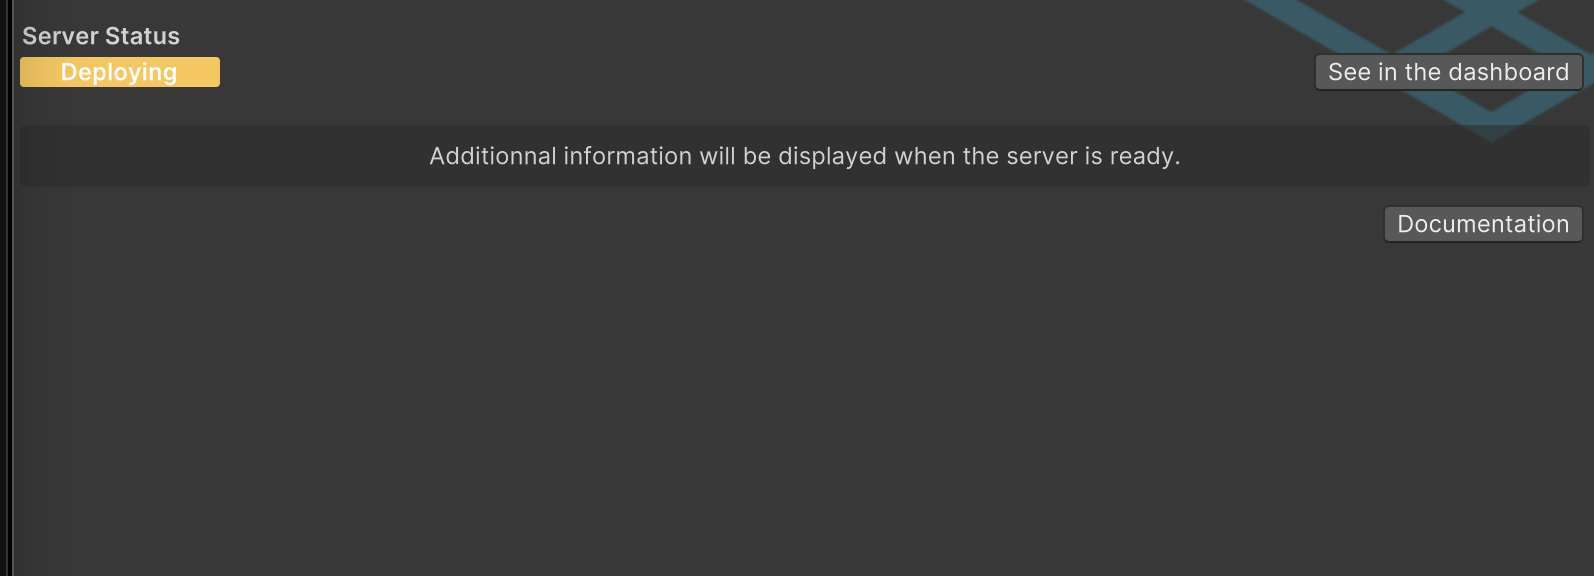 Server Status
Deploying
See in the dashboard
Additionnal information will be displayed when the server is ready.
Documentation